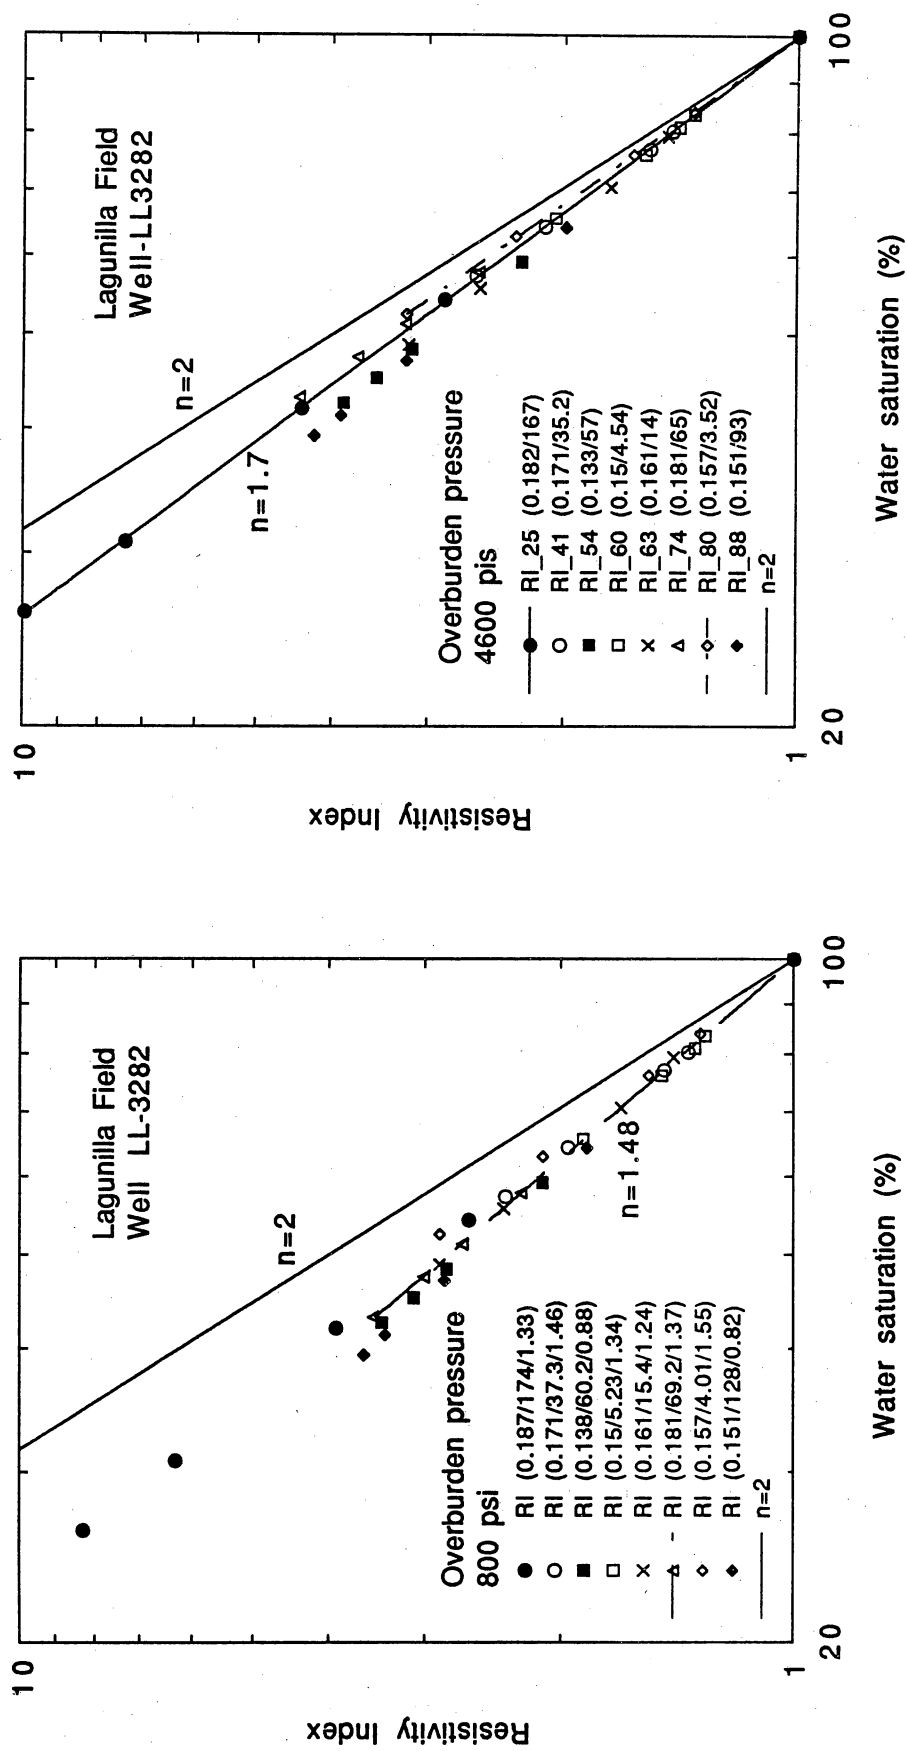 Lagunilla Field
Well LL-3282
n=2
n=1.48
Overburden pressure
800 psi
RI (0.187/174/1.33)
RI (0.171/37.3/1.46)
RI (0.138/60.2/0.88)
RI (0.15/5.23/1.34)
RI (0.161/15.4/1.24)
RI (0.181/69.2/1.37)
RI (0.157/4.01/1.55)
RI (0.151/128/0.82)
n=2
10
1
20
100
Resistivity Index
Water saturation (%)
Lagunilla Field
Well-LL3282
n=2
n=1.7
Overburden pressure
4600 pis
RI_25 (0.182/167)
RI_41 (0.171/35.2)
RI_54 (0.133/57)
RI_60 (0.15/4.54)
RI_63 (0.161/14)
RI_74 (0.181/65)
RI_80 (0.157/3.52)
RI_88 (0.151/93)
n=2
10
1
20
100
Resistivity Index
Water saturation (%)